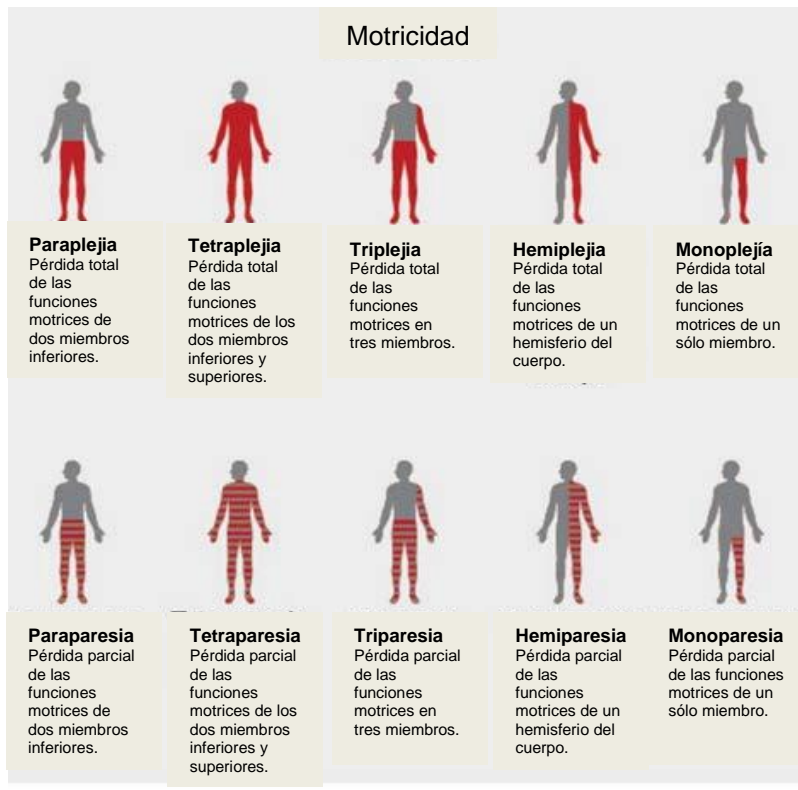 Motricidad
Paraplejia
Pérdida total
de las
funciones
motrices de
dos miembros
inferiores.
Tetraplejia
Pérdida total
de las
funciones
motrices de los
dos miembros
inferiores y
superiores.
Triplejia
Pérdida total
de las
funciones
motrices en
tres miembros.
Hemiplejia
Pérdida total
de las
funciones
motrices de un
hemisferio del
cuerpo.
Monoplejía
Pérdida total
de las
funciones
motrices de un
sólo miembro.
Paraparesia
Pérdida parcial
de las
funciones
motrices de
dos miembros
inferiores.
Tetraparesia
Pérdida parcial
de las
funciones
motrices de los
dos miembros
inferiores y
superiores.
Triparesia
Pérdida parcial
de las
funciones
motrices en
tres miembros.
Hemiparesia
Pérdida parcial
de las
funciones
motrices de un
hemisferio del
cuerpo.
Monoparesia
Pérdida parcial
de las funciones
motrices de un
sólo miembro.